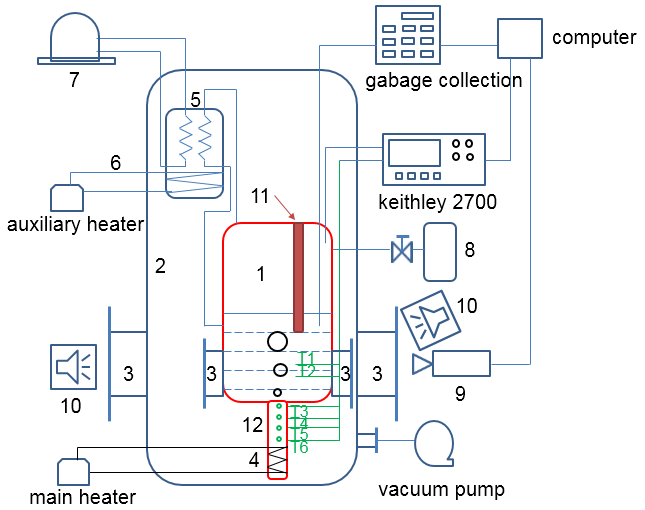 computer
gabage collection
7
5
6
keithley 2700
11
auxiliary heater
8
2
1
10
T1
T2
3
3
3
3
9
10
T3
T4
T5
T6
12
4
main heater
vacuum pump